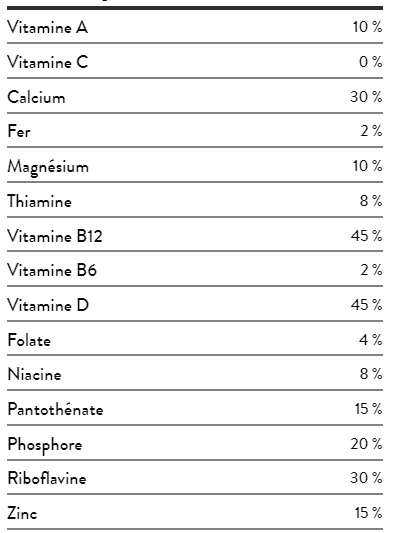 Vitamine A 10 %
Vitamine C 0 %
Calcium 30 %
Fer 2 %
Magnésium 10 %
Thiamine 8 %
Vitamine B12 45 %
Vitamine B6 2 %
Vitamine D 45 %
Folate 4 %
Niacine 8 %
Pantothénate 15 %
Phosphore 20 %
Riboflavine 30 %
Zinc 15 %